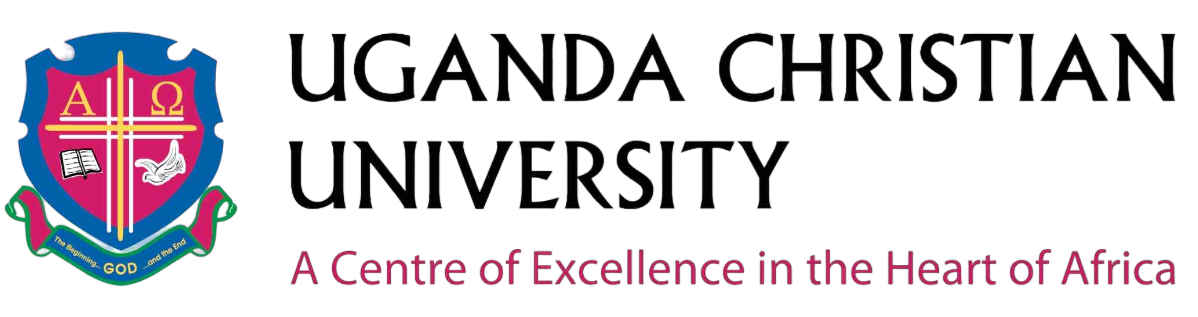 Α Ω
The Beginning... GOD ...and the End
UGANDA CHRISTIAN
UNIVERSITY
A Centre of Excellence in the Heart of Africa